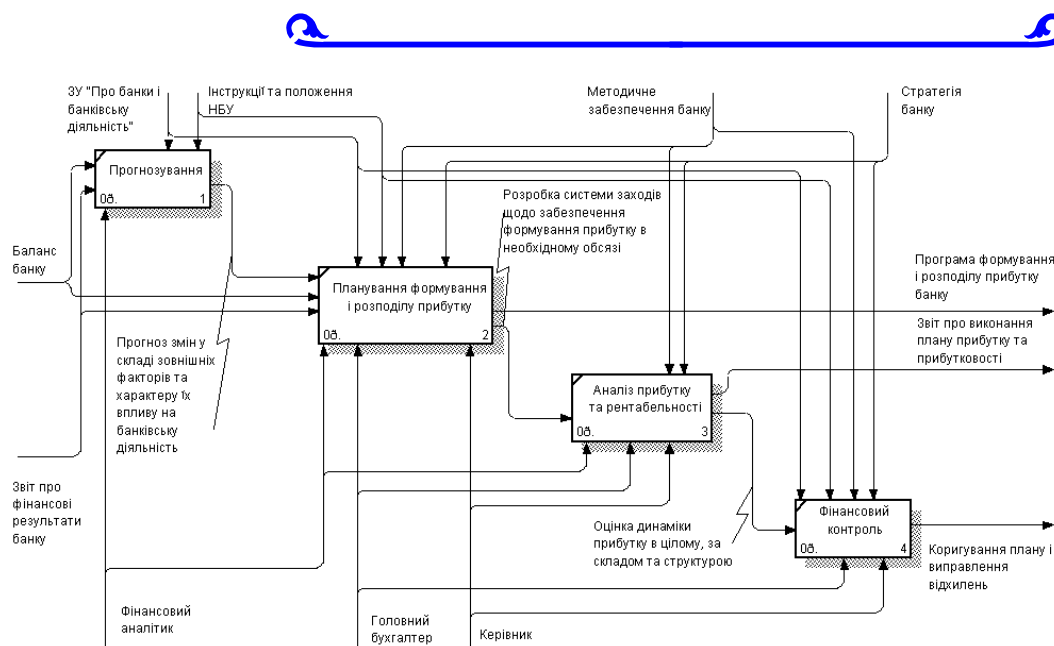 ЗУ "Про банки і
банківську
діяльність"
Інструкції та положення
НБУ
Методичне
забезпечення банку
Стратегія
банку
Прогнозування
0ð.
1
Розробка системи заходів
щодо забезпечення
формування прибутку в
необхідному обсязі
Баланс
банку
Планування формування
і розподілу прибутку
0ð.
2
Програма формування
і розподілу прибутку
банку
Звіт про виконання
плану прибутку та
прибутковості
Прогноз змін у
складі зовнішніх
факторів та
характеру їх
впливу на
банківську
діяльність
Аналіз прибутку
та рентабельності
0ð.
3
Звіт про
фінансові
результати
банку
Оцінка динаміки
прибутку в цілому, за
складом та структурою
Фінансовий
контроль
0ð.
4
Коригування плану і
виправлення
відхилень
Фінансовий
аналітик
Головний
бухгалтер
Керівник